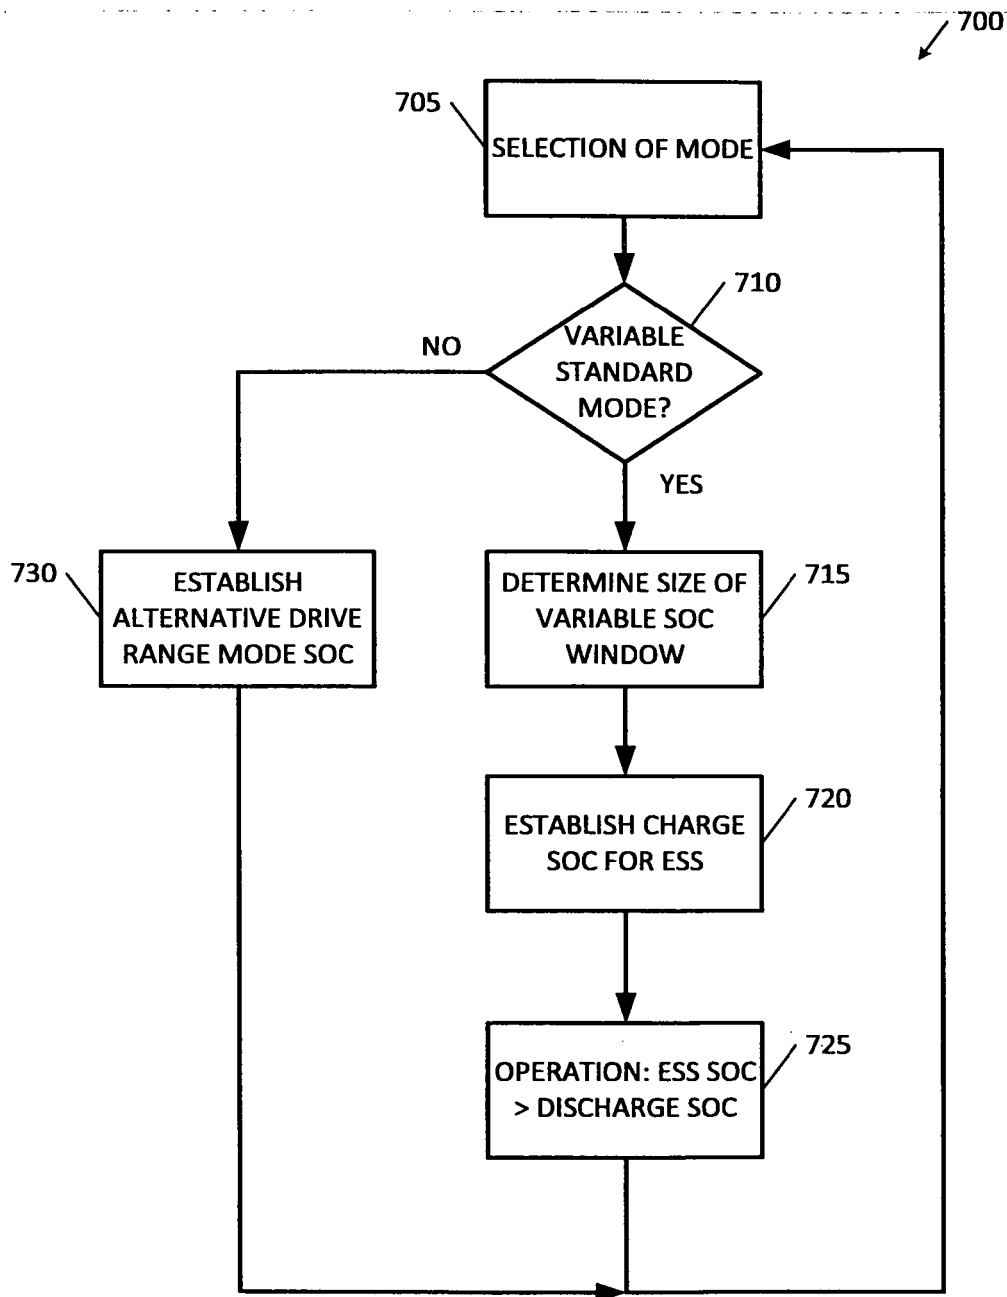 700
705
SELECTION OF MODE
710
VARIABLE
STANDARD
MODE?
NO
YES
730
ESTABLISH
ALTERNATIVE DRIVE
RANGE MODE SOC
DETERMINE SIZE OF
VARIABLE SOC
WINDOW
715
ESTABLISH CHARGE
SOC FOR ESS
720
OPERATION: ESS SOC
> DISCHARGE SOC
725